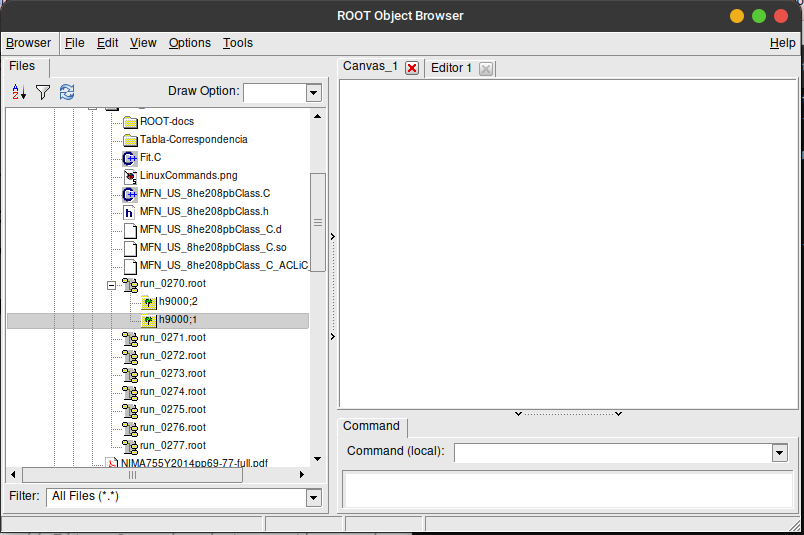 ROOT Object Browser
Browser File Edit View Options Tools Help
Files
Draw Option:
ROOT-docs
Tabla-Correspondencia
Fit.C
LinuxCommands.png
MFN_US_8he208pbClass.C
MFN_US_8he208pbClass.h
MFN_US_8he208pbClass_C.d
MFN_US_8he208pbClass_C.so
MFN_US_8he208pbClass_C_ACLiC
run_0270.root
h9000;2
h9000;1
run_0271.root
run_0272.root
run_0273.root
run_0274.root
run_0275.root
run_0276.root
run_0277.root
NIMA755Y2014pp69-77-full.pdf
Filter: All Files (*.*)
Canvas_1 Editor 1
Command
Command (local):